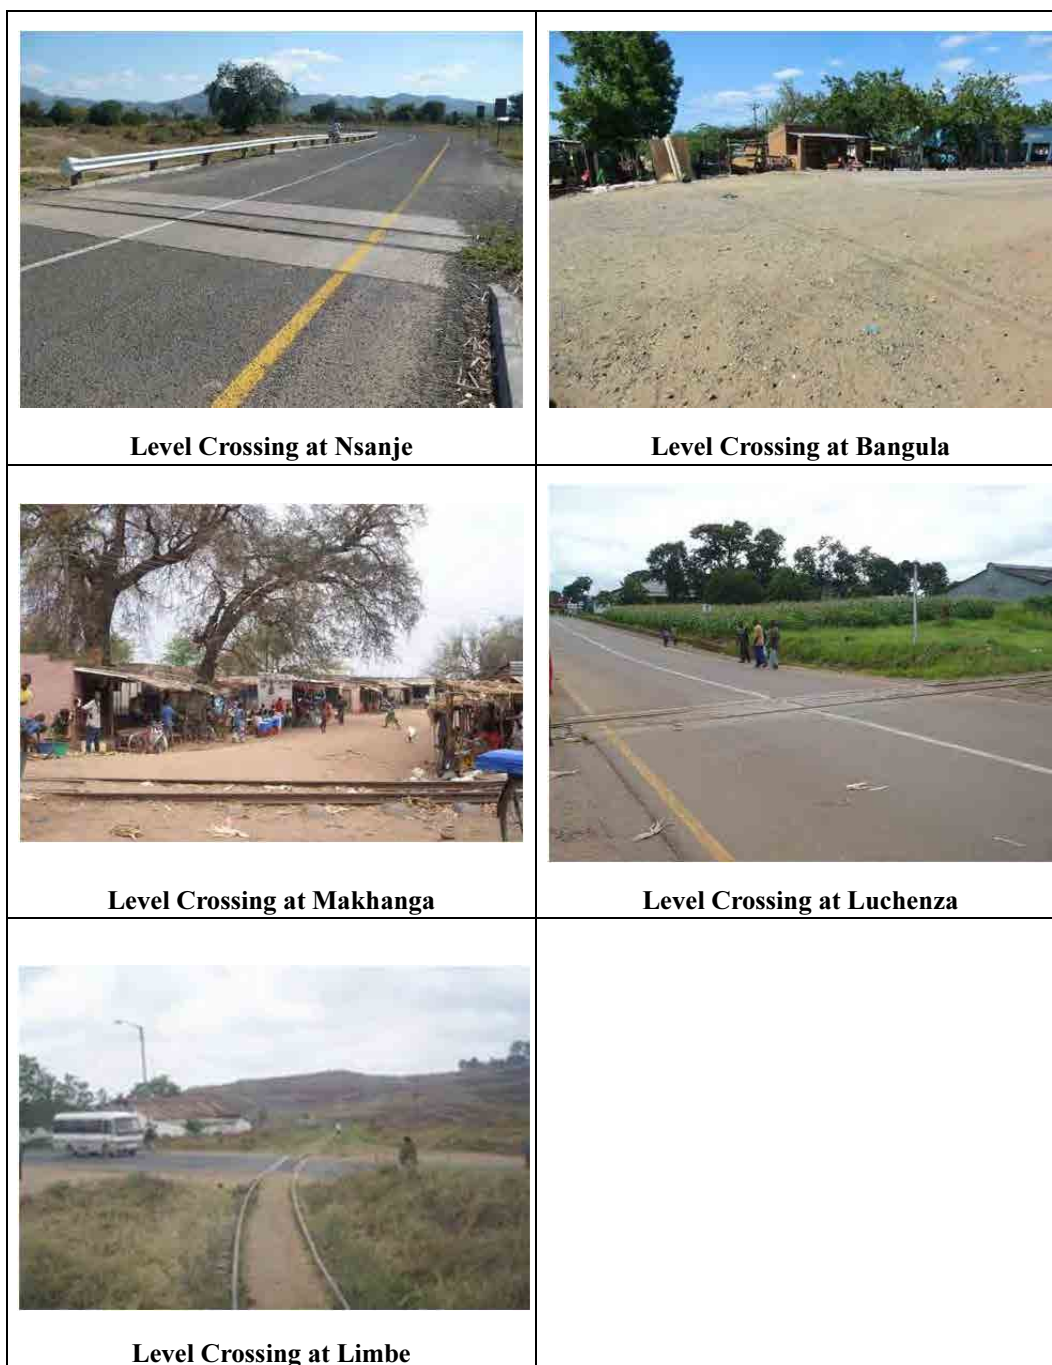 Level Crossing at Nsanje
Level Crossing at Bangula
Level Crossing at Makhanga
Level Crossing at Luchenza
Level Crossing at Limbe